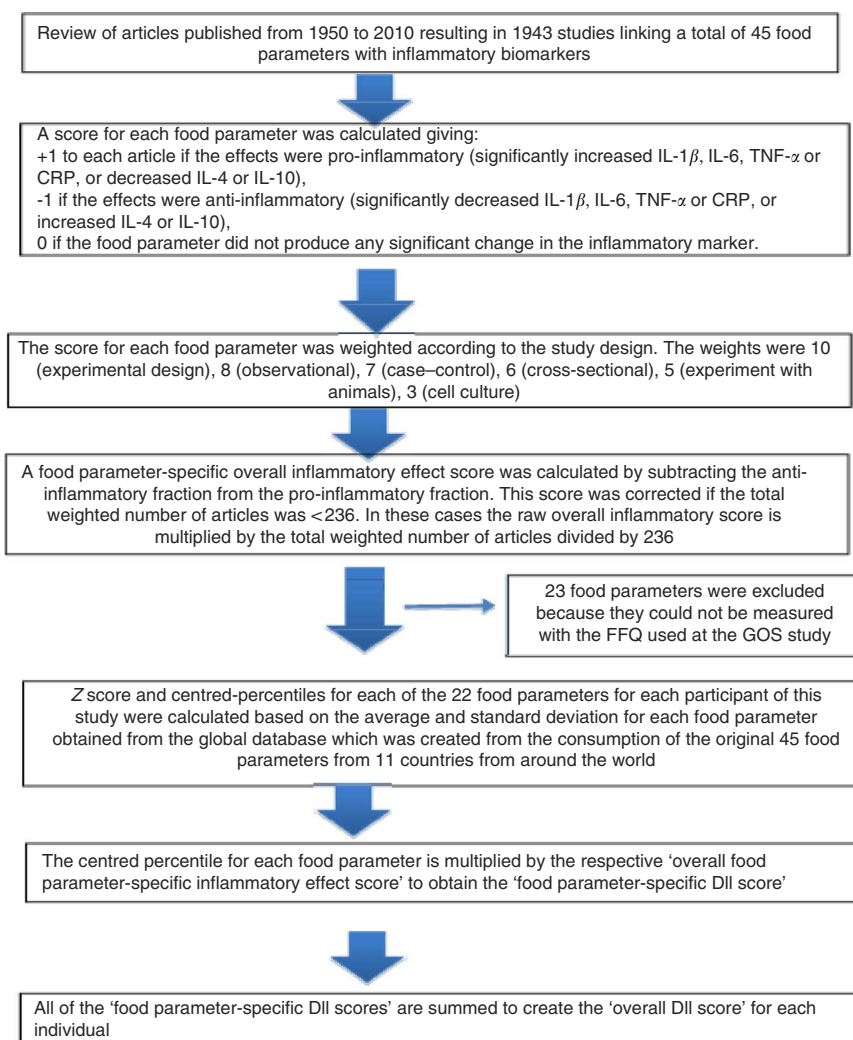 Review of articles published from 1950 to 2010 resulting in 1943 studies linking a total of 45 food
parameters with inflammatory biomarkers
A score for each food parameter was calculated giving:
+1 to each article if the effects were pro-inflammatory (significantly increased IL-1β, IL-6, TNF-α or
CRP, or decreased IL-4 or IL-10),
-1 if the effects were anti-inflammatory (significantly decreased IL-1β, IL-6, TNF-α or CRP, or
increased IL-4 or IL-10),
0 if the food parameter did not produce any significant change in the inflammatory marker.
The score for each food parameter was weighted according to the study design. The weights were 10
(experimental design), 8 (observational), 7 (case–control), 6 (cross-sectional), 5 (experiment with
animals), 3 (cell culture)
A food parameter-specific overall inflammatory effect score was calculated by subtracting the anti-
inflammatory fraction from the pro-inflammatory fraction. This score was corrected if the total
weighted number of articles was <236. In these cases the raw overall inflammatory score is
multiplied by the total weighted number of articles divided by 236
23 food parameters were excluded
because they could not be measured
with the FFQ used at the GOS study
Z score and centred-percentiles for each of the 22 food parameters for each participant of this
study were calculated based on the average and standard deviation for each food parameter
obtained from the global database which was created from the consumption of the original 45 food
parameters from 11 countries from around the world
The centred percentile for each food parameter is multiplied by the respective ‘overall food
parameter-specific inflammatory effect score’ to obtain the ‘food parameter-specific DII score’
All of the ‘food parameter-specific DII scores’ are summed to create the ‘overall DII score’ for each
individual